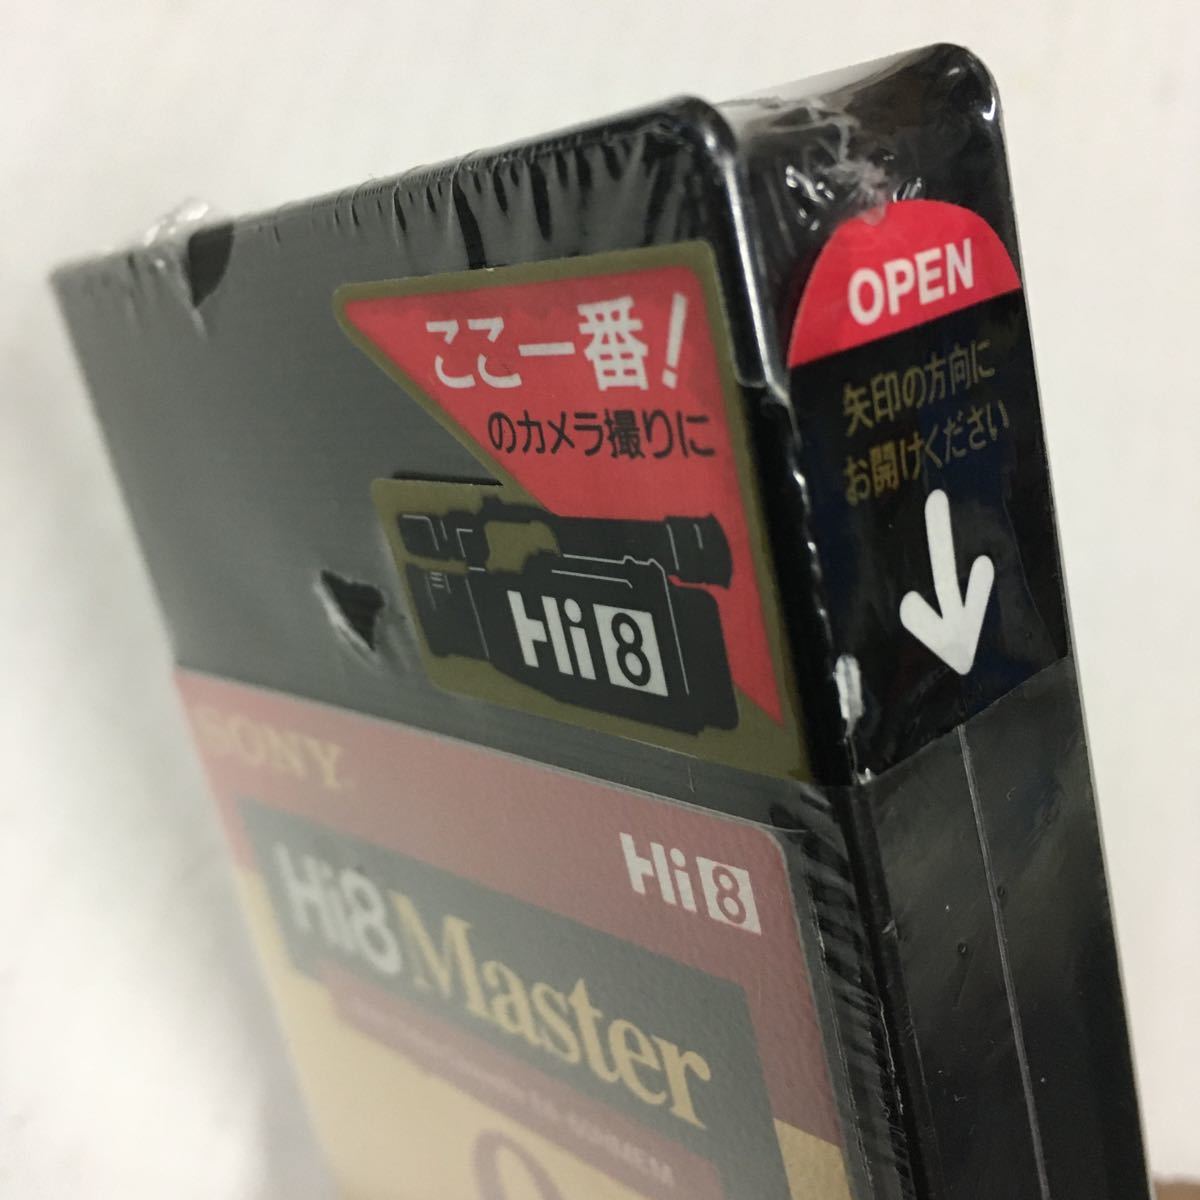 ここ一番!
のカメラ撮りに
Hi8
OPEN
矢印の方向に
お開けください
SONY
Hi8
Hi8 Master